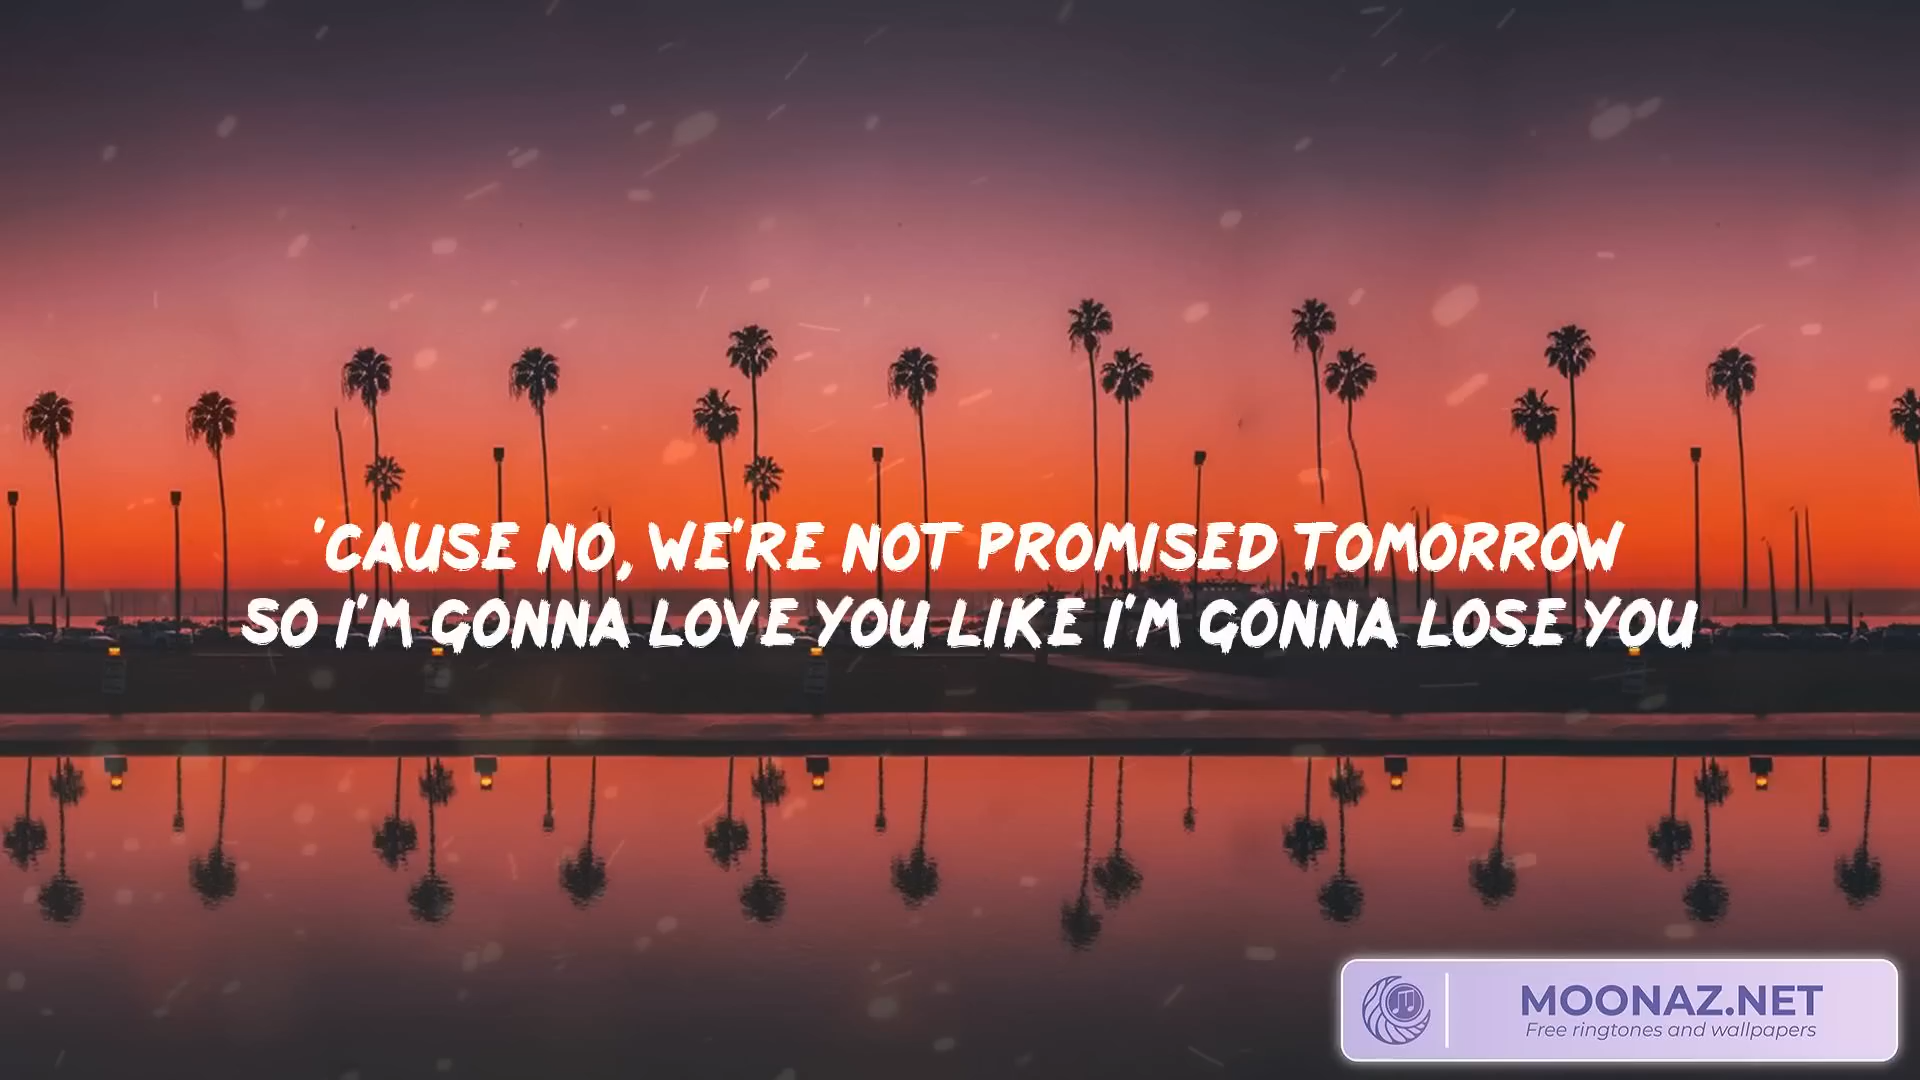 'CAUSE NO, WE'RE NOT PROMISED TOMORROW
SO I'M GONNA LOVE YOU LIKE I'M GONNA LOSE YOU
MOONAZ.NET
Free ringtones and wallpapers